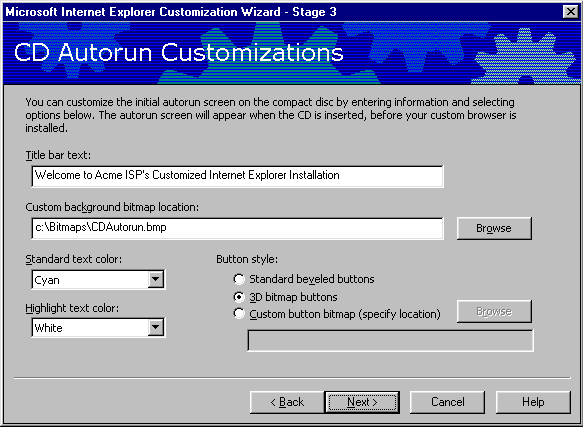 Microsoft Internet Explorer Customization Wizard - Stage 3
CD Autorun Customizations
You can customize the initial autorun screen on the compact disc by entering information and selecting
options below. The autorun screen will appear when the CD is inserted, before your custom browser is
installed.
Title bar text:
Welcome to Acme ISP's Customized Internet Explorer Installation
Custom background bitmap location:
c:\Bitmaps\CDAutorun.bmp
Browse
Standard text color:
Cyan
Highlight text color:
White
Button style:
Standard beveled buttons
3D bitmap buttons
Custom button bitmap (specify location)
Browse
< Back
Next >
Cancel
Help